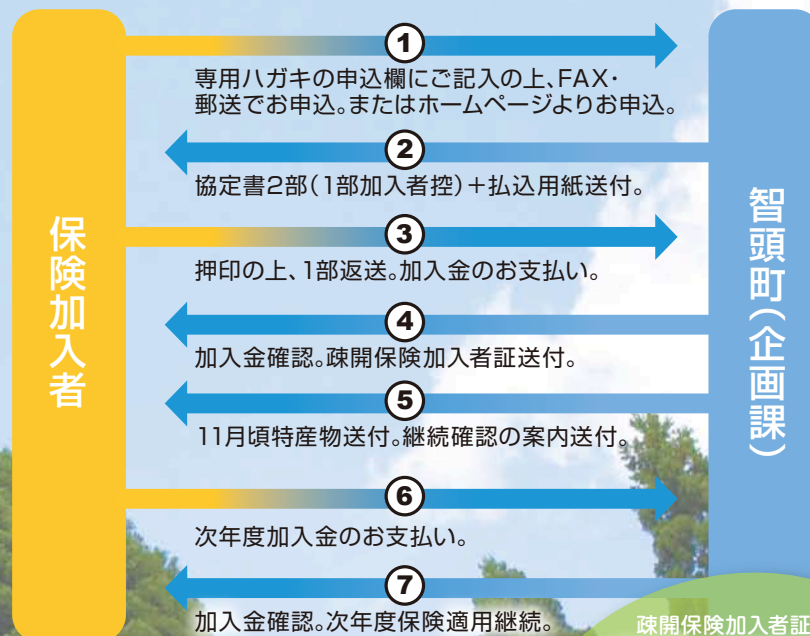 保険加入者
智頭町(企画課)
1
専用ハガキの申込欄にご記入の上、FAX・
郵送でお申込。またはホームページよりお申込。
2
協定書2部(1部加入者控)+払込用紙送付。
3
押印の上、1部返送。加入金のお支払い。
4
加入金確認。疎開保険加入者証送付。
5
11月頃特産物送付。継続確認の案内送付。
6
次年度加入金のお支払い。
7
加入金確認。次年度保険適用継続。
疎開保険加入者証